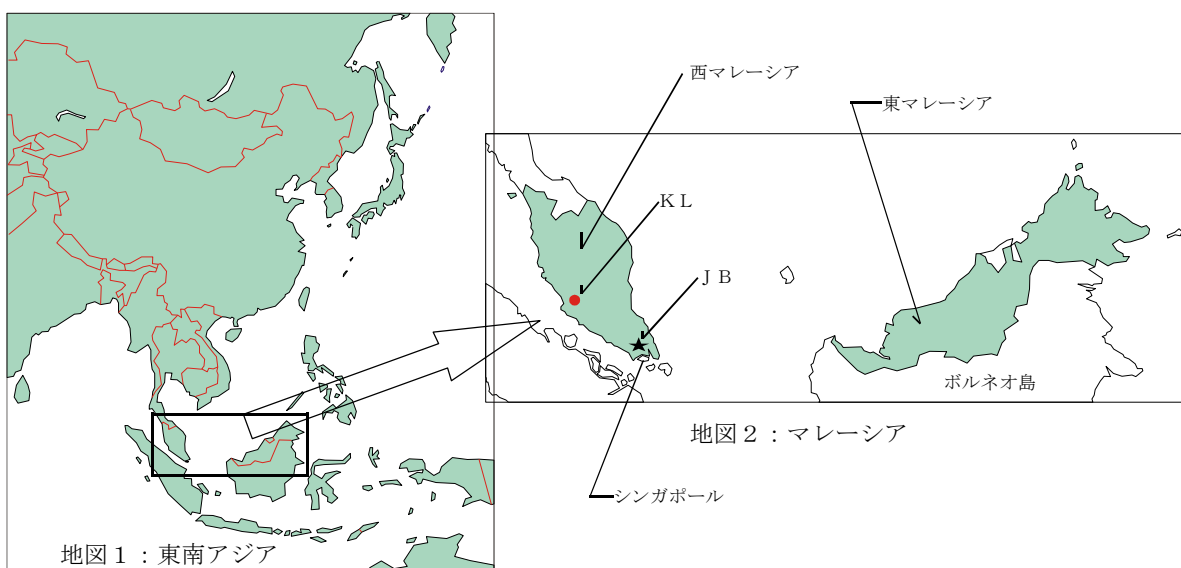 西マレーシア
東マレーシア
ＫＬ
ＪＢ
ボルネオ島
地図２：マレーシア
シンガポール
地図１：東南アジア